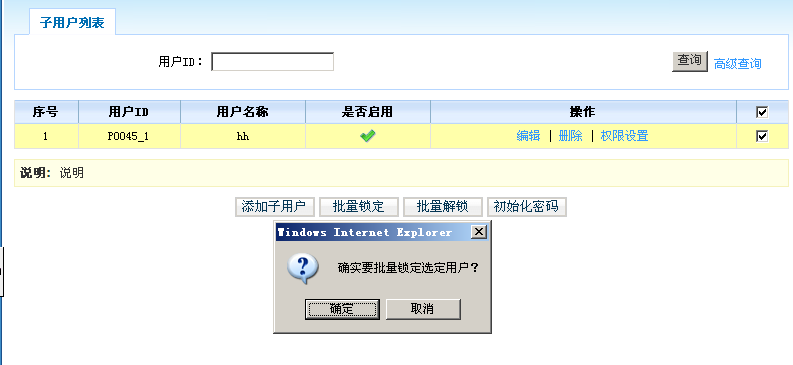 子用户列表
用户ID： 查询 高级查询
序号 用户ID 用户名称 是否启用 操作
1 P0045_1 hh 编辑 | 删除 | 权限设置
说明: 说明
添加子用户 批量锁定 批量解锁 初始化密码
Windows Internet Explorer
确实要批量锁定选定用户?
确定 取消